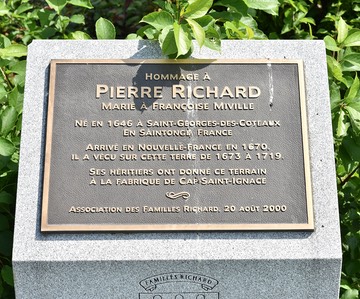 Hommage à
Pierre Richard
Marié à Françoise Miville
Né en 1646 à Saint-Georges-des-Coteaux
En Saintonge, France
Arrivé en Nouvelle-France en 1670.
Il a vécu sur cette terre de 1673 à 1719.
Ses héritiers ont donné ce terrain
à la fabrique de Cap-Saint-Ignace
Association des Familles Richard, 20 août 2000
FAMILLES RICHARD